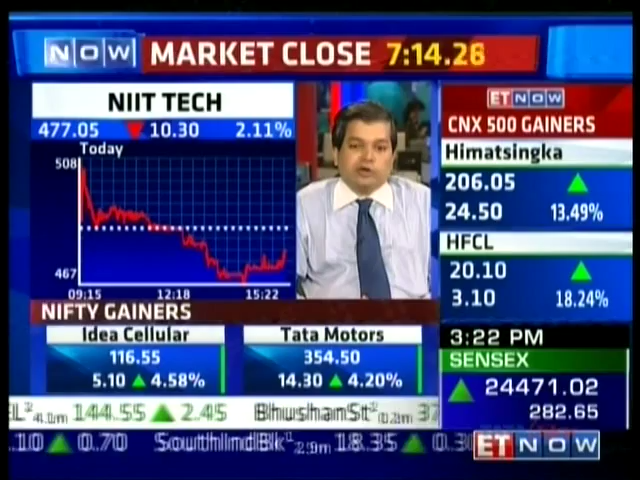 NOW MARKET CLOSE 7:14.28
NIIT TECH
477.05 ▼ 10.30 2.11%
Today
508
467
09:15 12:18 15:22
ET NOW
CNX 500 GAINERS
Himatsingka
206.05 ▲
24.50 13.49%
HFCL
20.10 ▲
3.10 18.24%
NIFTY GAINERS
Idea Cellular
116.55
5.10 ▲ 4.58%
Tata Motors
354.50
14.30 ▲ 4.20%
3:22 PM
SENSEX
▲ 24471.02
282.65
144.55 ▲ 2.45 BhushanSt
.10 ▲ 0.70 SouthIndBk 2.9m 18.35 ▲
ET NOW